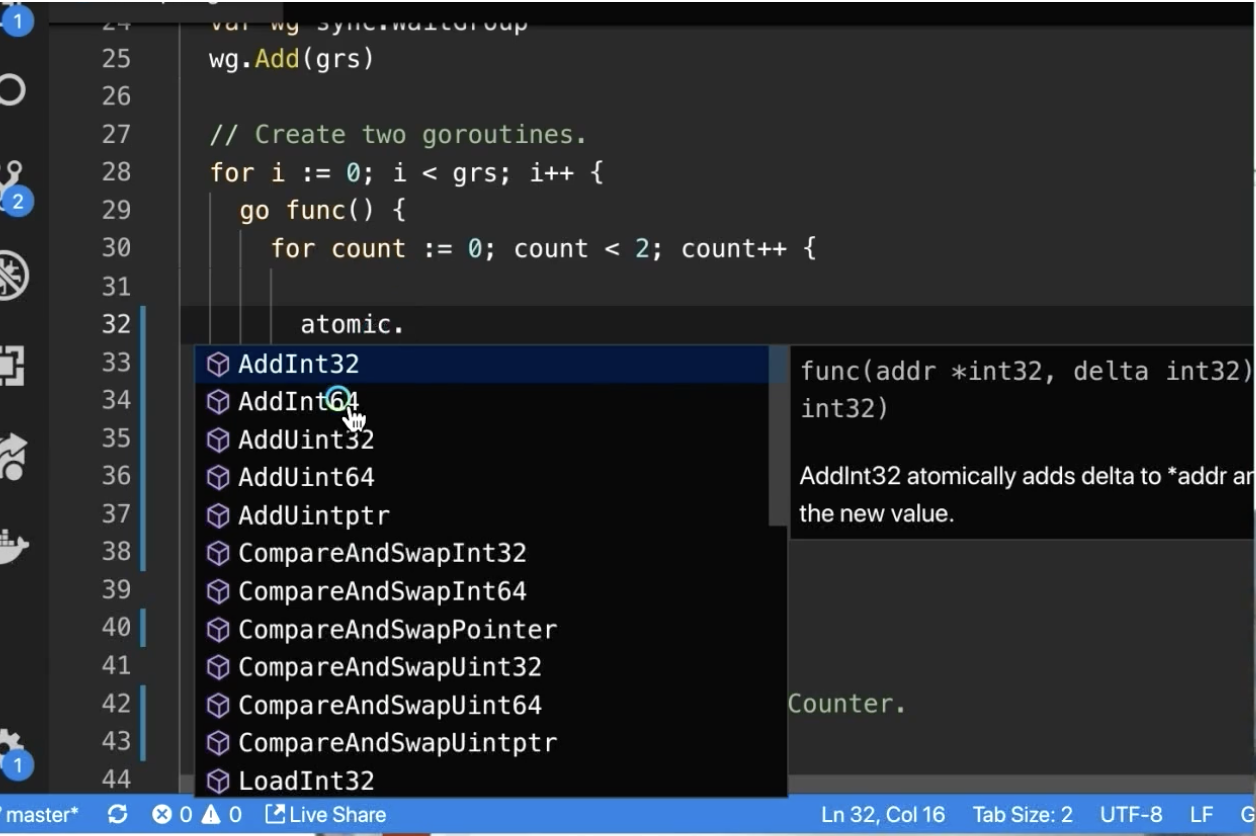 1
24 var wg sync.WaitGroup
25 wg.Add(grs)
26
27 // Create two goroutines.
28 for i := 0; i < grs; i++ {
2
29 go func() {
30 for count := 0; count < 2; count++ {
31
32 atomic.
33 AddInt32 func(addr *int32, delta int32)
34 AddInt64 int32)
35 AddUint32
36 AddUint64 AddInt32 atomically adds delta to *addr
37 AddUintptr the new value.
38 CompareAndSwapInt32
39 CompareAndSwapInt64
40 CompareAndSwapPointer
41 CompareAndSwapUint32
42 CompareAndSwapUint64 Counter.
43 CompareAndSwapUintptr
1
44 LoadInt32
master* 0 0 Live Share Ln 32, Col 16 Tab Size: 2 UTF-8 LF